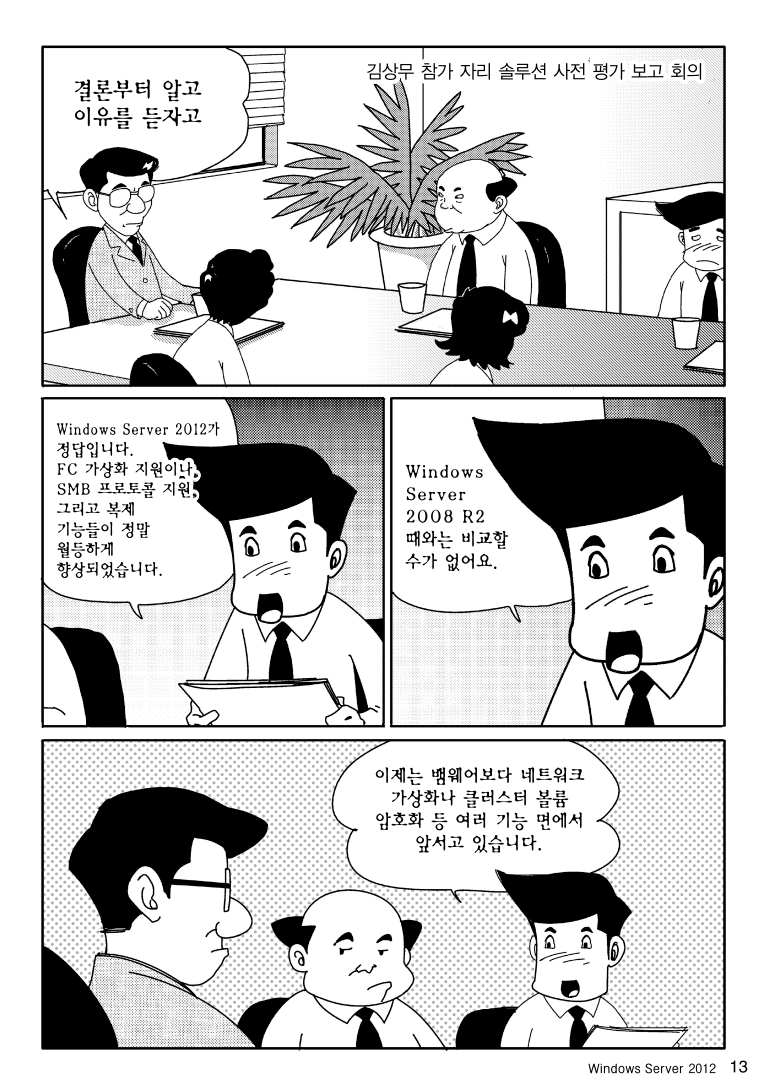 김상무 참가 자리 솔루션 사전 평가 보고 회의
결론부터 알고
이유를 듣자고
Windows Server 2012가
정답입니다.
FC 가상화 지원이나,
SMB 프로토콜 지원,
그리고 복제
기능들이 정말
월등하게
향상되었습니다.
Windows
Server
2008 R2
때와는 비교할
수가 없어요.
이제는 뱀웨어보다 네트워크
가상화나 클러스터 볼륨
암호화 등 여러 기능 면에서
앞서고 있습니다.
Windows Server 2012 13